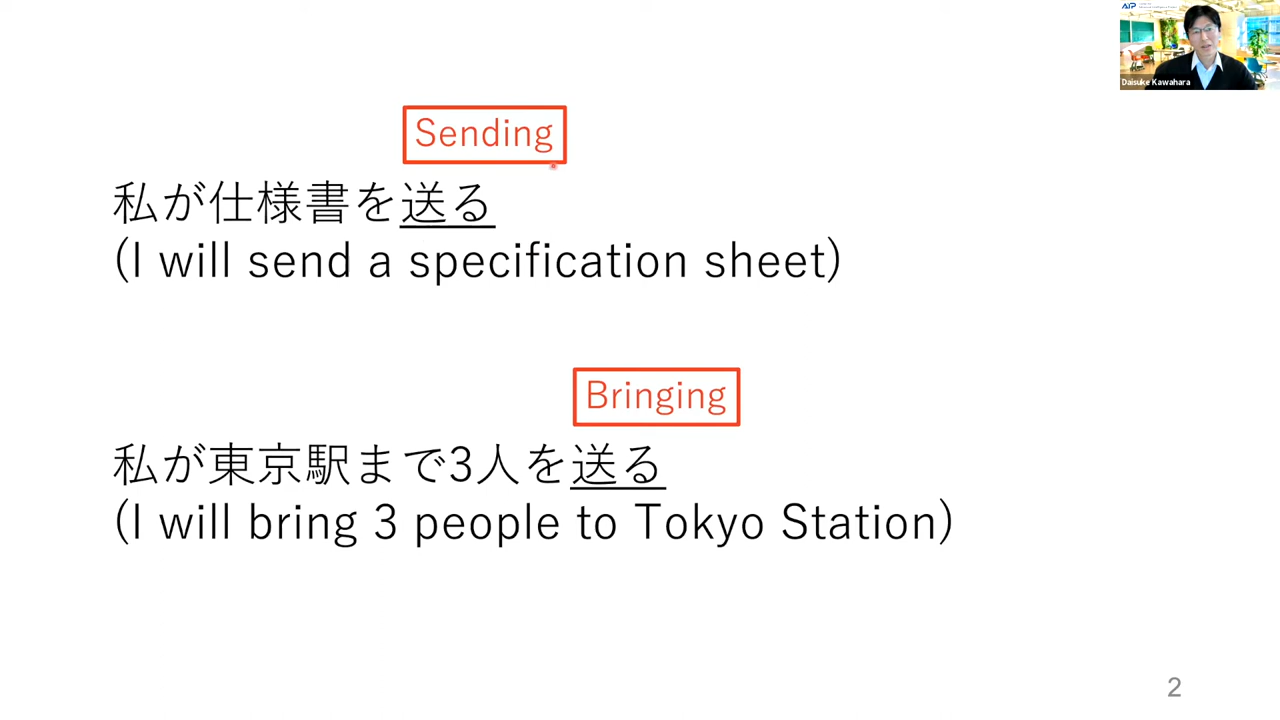 Sending
私が仕様書を送る
(I will send a specification sheet)
Bringing
私が東京駅まで3人を送る
(I will bring 3 people to Tokyo Station)
2
AIP
Daisuke Kawahara